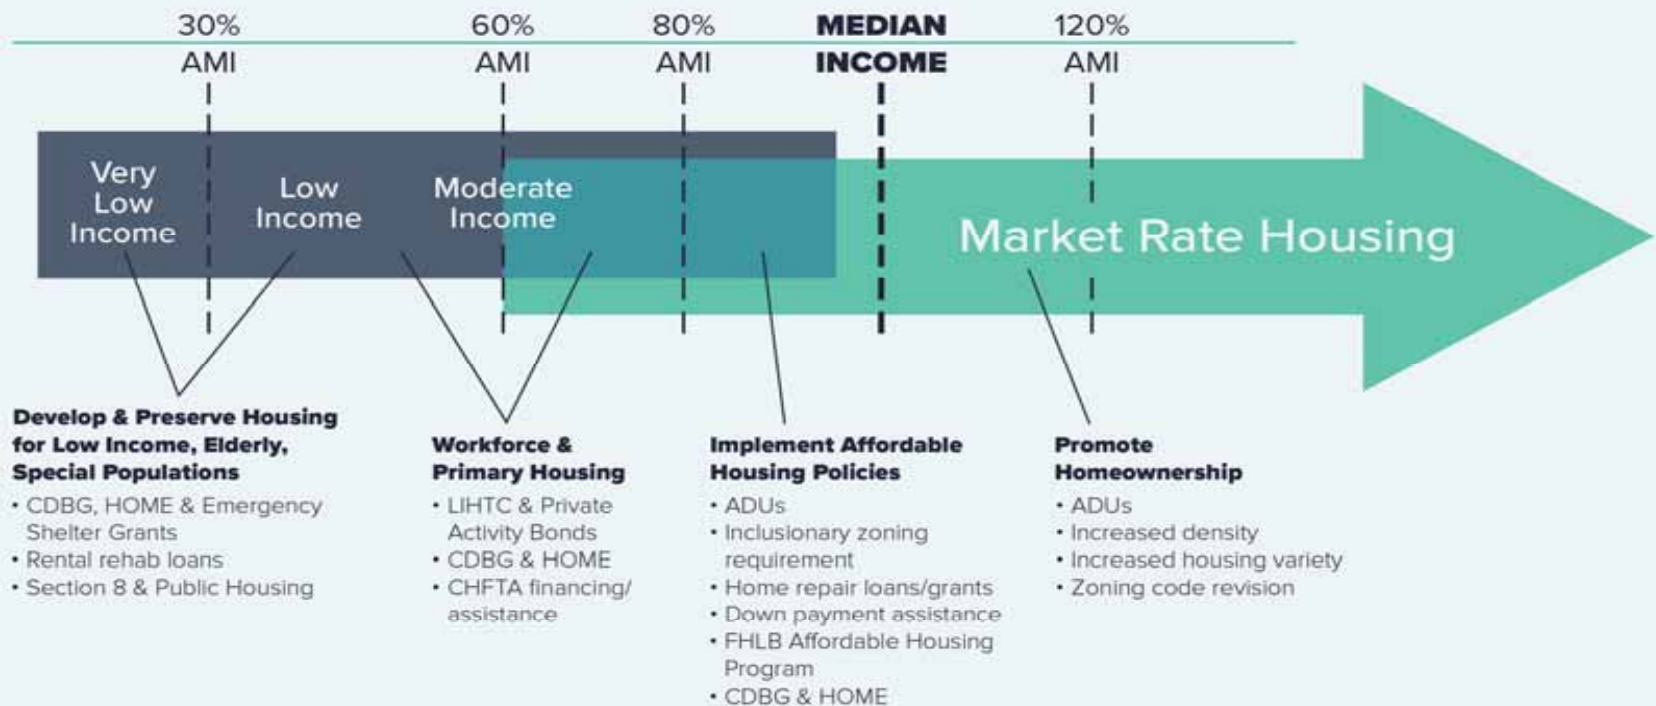 30%
AMI
60%
AMI
80%
AMI
MEDIAN
INCOME
120%
AMI
Very
Low
Income
Low
Income
Moderate
Income
Market Rate Housing
Develop & Preserve Housing
for Low Income, Elderly,
Special Populations
• CDBG, HOME & Emergency
Shelter Grants
• Rental rehab loans
• Section 8 & Public Housing
Workforce &
Primary Housing
• LIHTC & Private
Activity Bonds
• CDBG & HOME
• CHFTA financing/
assistance
Implement Affordable
Housing Policies
• ADUs
• Inclusionary zoning
requirement
• Home repair loans/grants
• Down payment assistance
• FHLB Affordable Housing
Program
• CDBG & HOME
Promote
Homeownership
• ADUs
• Increased density
• Increased housing variety
• Zoning code revision